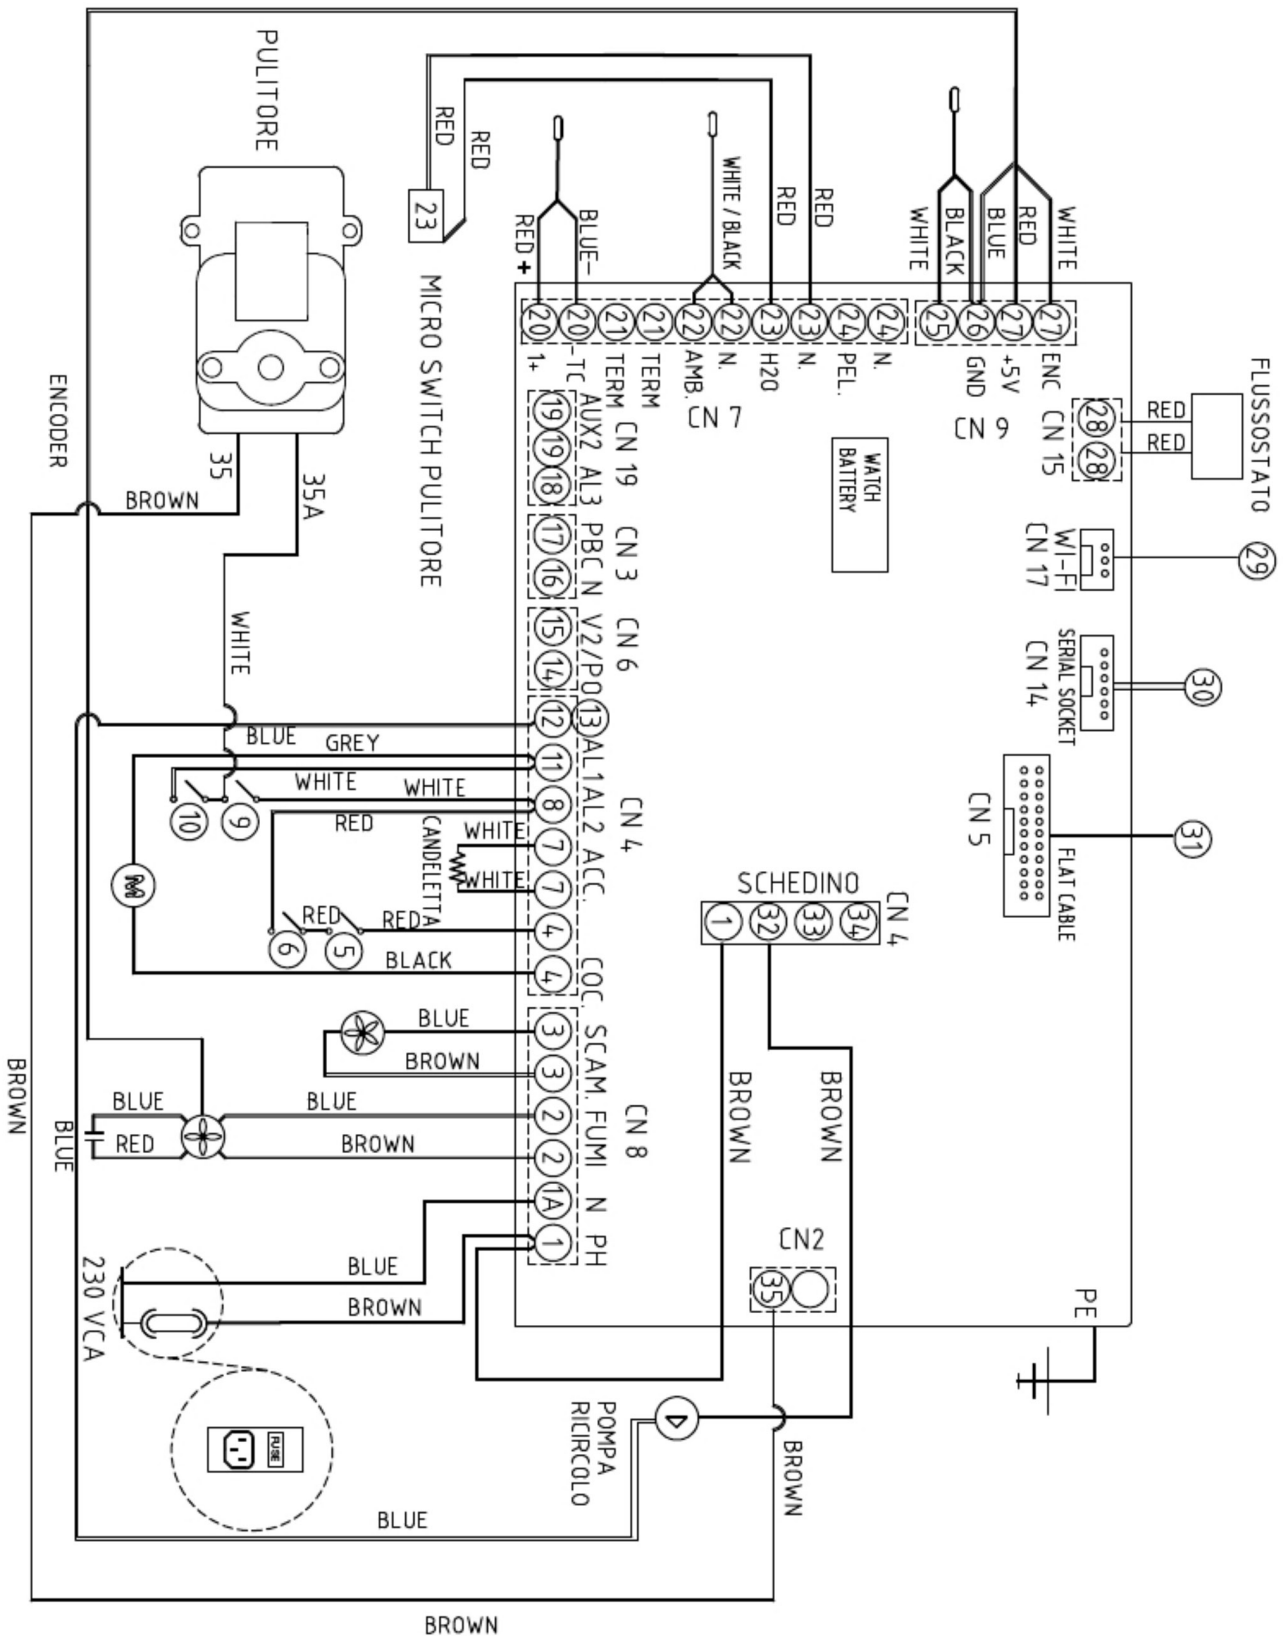 PULITORE
ENCODER
35
35A
BROWN
WHITE
RED
RED
23
MICRO SWITCH PULITORE
RED +
BLUE-
WHITE / BLACK
RED
RED
WHITE
BLACK
BLUE
RED
WHITE
20
20
21
21
22
22
23
23
24
24
25
26
27
27
1+
-TC
TERM
TERM
AMB.
N.
H20
N.
PEL.
N.
GND
+5V
ENC
CN 7
CN 9
CN 15
28
28
RED
RED
FLUSSOSTATO
WATCH
BATTERY
WI-FI
CN 17
29
SERIAL SOCKET
CN 14
30
CN 5
FLAT CABLE
31
19
19
18
AUX2
AL3
CN 19
17
16
PBC N
CN 3
15
14
V2/PO
CN 6
12
13
11
8
7
7
4
4
AL1
AL2
ACC.
COC.
CN 4
BLUE
GREY
WHITE
WHITE
RED
10
9
M
CANDELETTA
WHITE
WHITE
RED
RED
6
5
BLACK
SCHEDINO
CN 4
1
32
33
34
BROWN
BROWN
3
3
2
2
1A
1
SCAM.
FUMI
N
PH
CN 8
BLUE
BROWN
BLUE
RED
BLUE
BROWN
BLUE
BROWN
BROWN
BLUE
230 VCA
FUSE
CN2
35
PE
POMPA
RICIRCOLO
BROWN
BLUE
BROWN